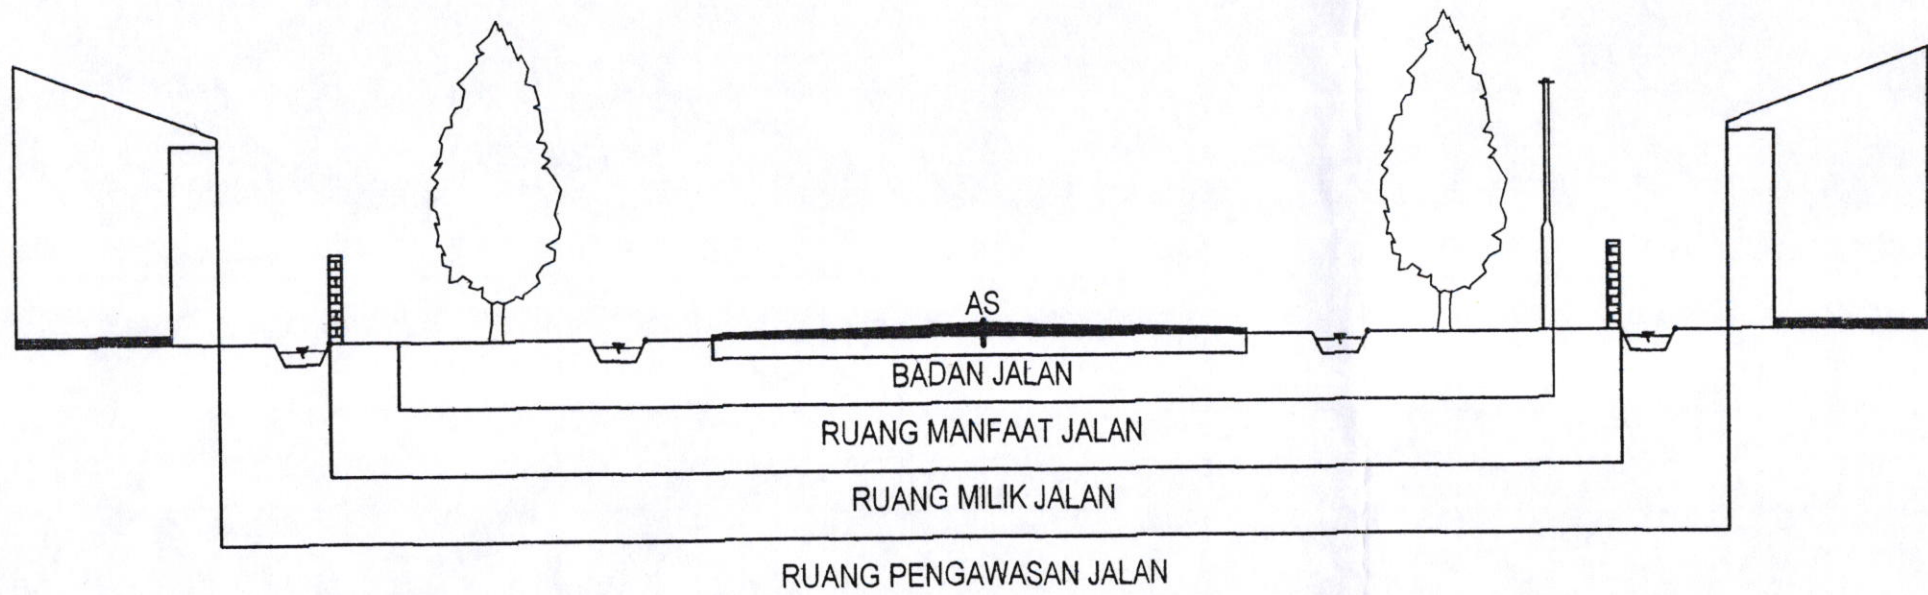 AS
BADAN JALAN
RUANG MANFAAT JALAN
RUANG MILIK JALAN
RUANG PENGAWASAN JALAN